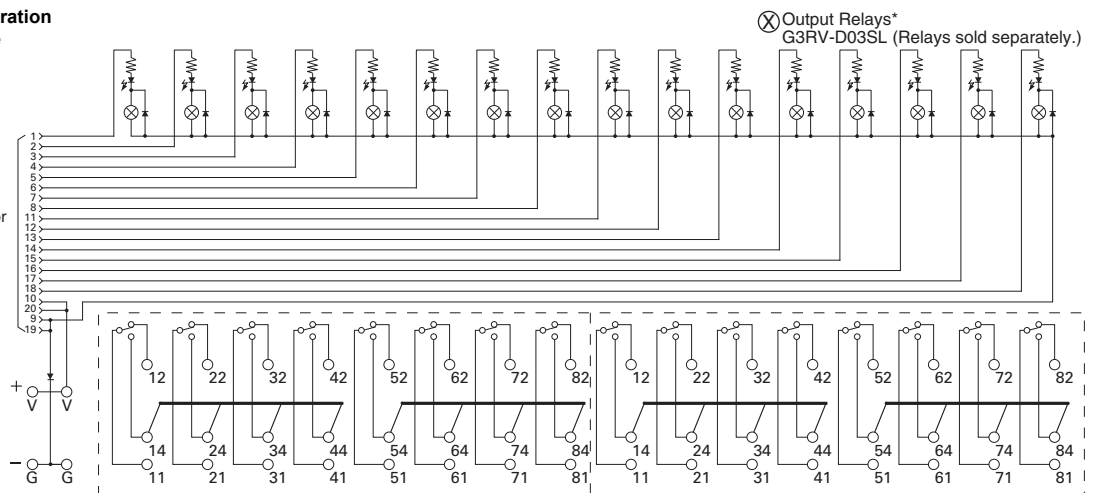 ration
Output Relays*
G3RV-D03SL (Relays sold separately.)
1
2
3
4
5
6
7
8
11
12
13
14
15
16
17
18
10
20
9
19
or
12 22 32 42 52 62 72 82 12 22 32 42 52 62 72 82
+
V V
14 24 34 44 54 64 74 84 14 24 34 44 54 64 74 84
−
G G
11 21 31 41 51 61 71 81 11 21 31 41 51 61 71 81